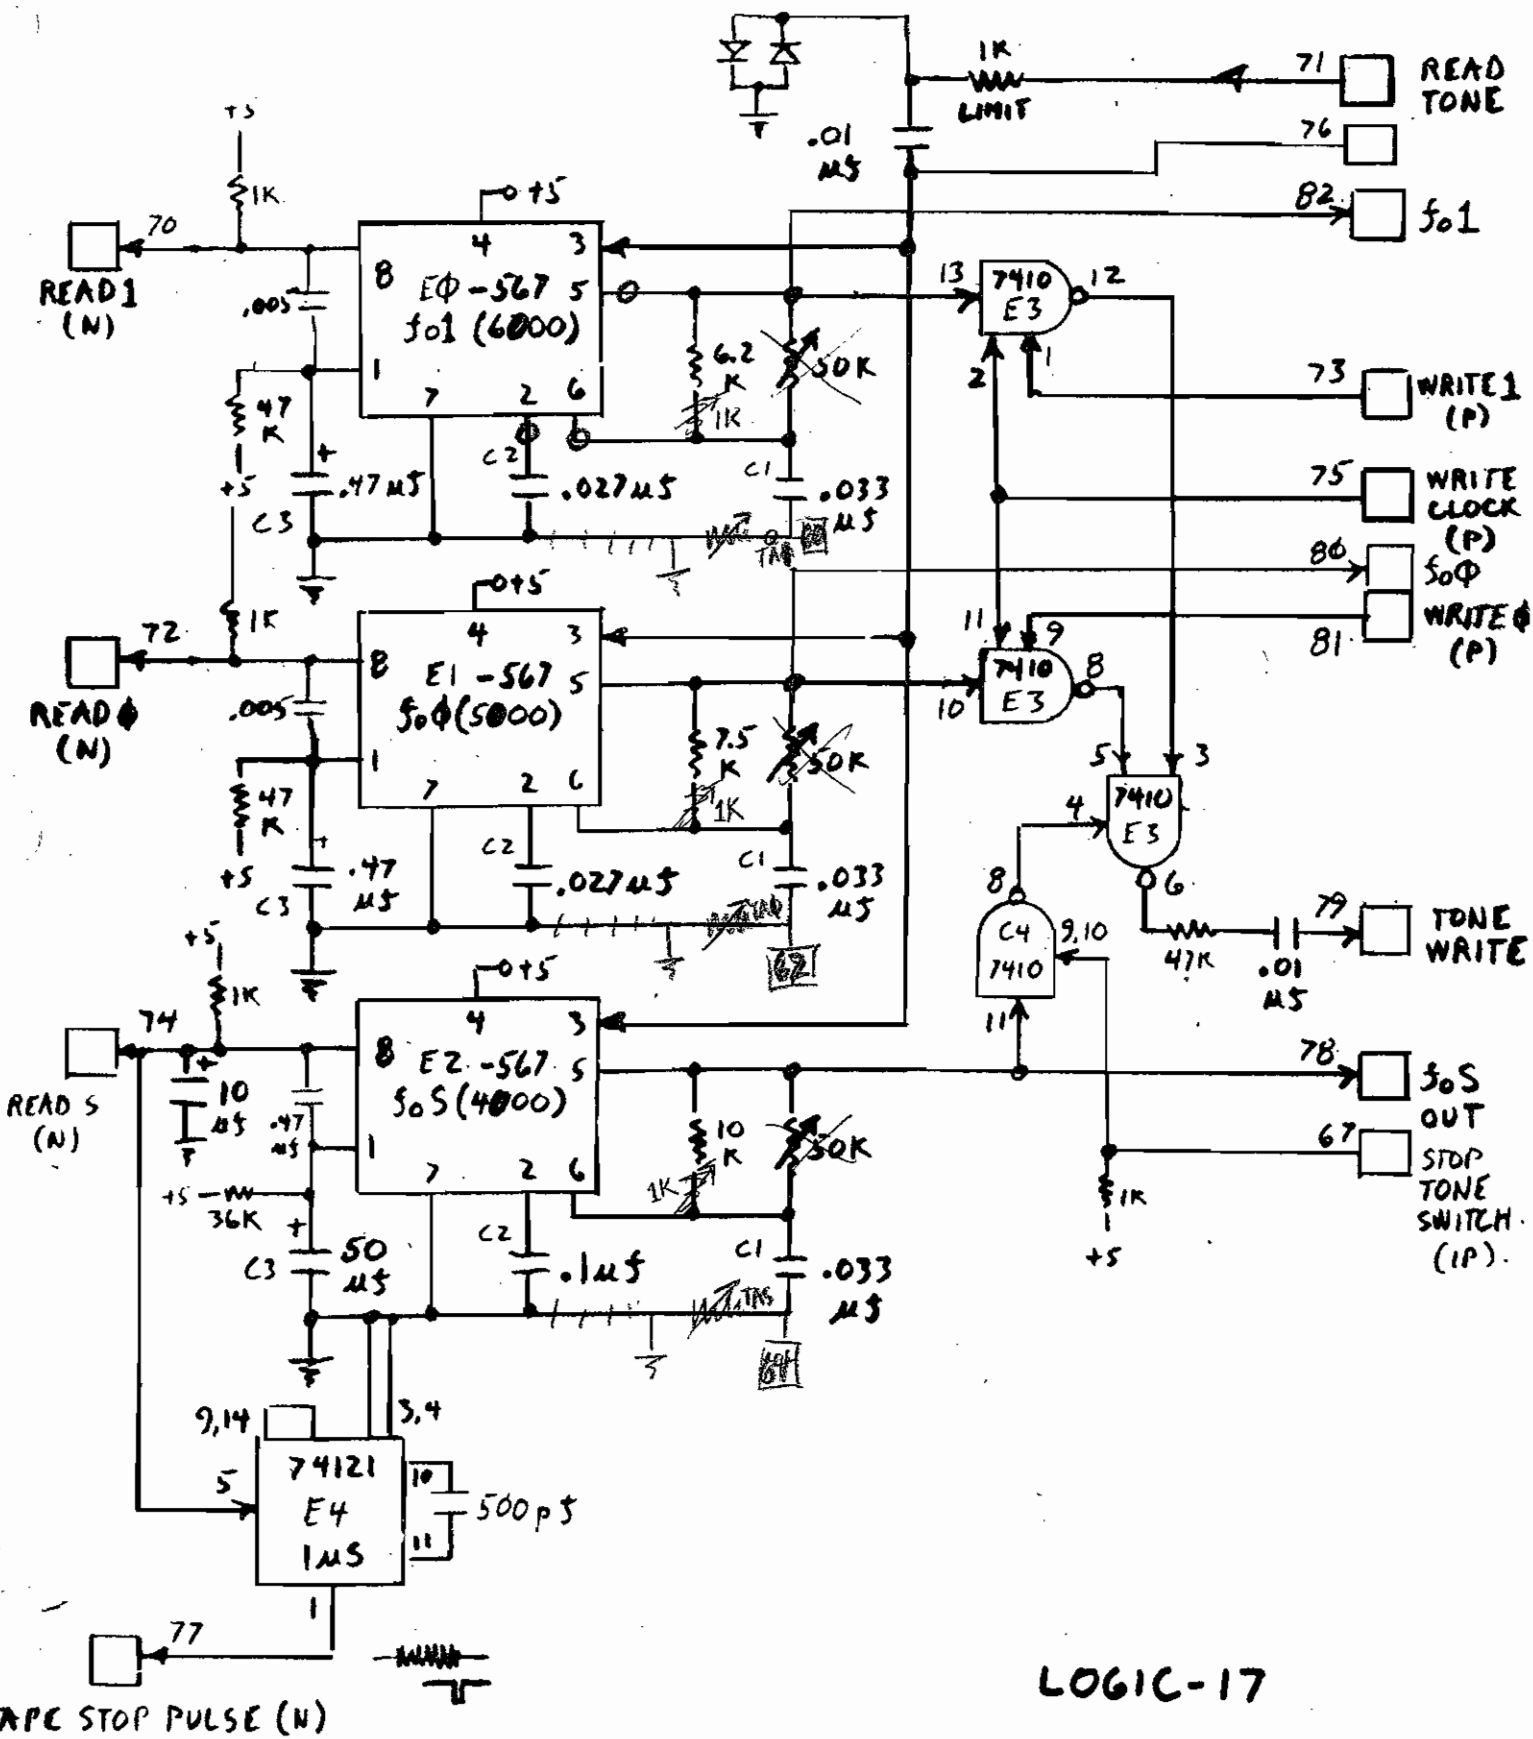 1K
LIMIT
71
READ
TONE
.01
µf
76
+5
1K
70
READ 1
(N)
+5
4
3
8
E0 -567
fo1 (6000)
5
1
7
2
6
.005
47
K
+5
+
.47 µf
C3
C2
.027µf
6.2
K
1K
50K
C1
.033
µf
82
fo1
13
7410
E3
12
2
1
73
WRITE 1
(P)
75
WRITE
CLOCK
(P)
80
foφ
81
WRITE φ
(P)
1K
72
READ φ
(N)
+5
4
3
8
E1 -567
foφ(5000)
5
1
7
2
6
.005
47
K
+5
+
.47
µf
C3
C2
.027µf
7.5
K
1K
50K
C1
.033
µf
62
11
9
10
7410
E3
8
5
3
4
7410
E3
6
8
C4
7410
9,10
11
47K
.01
µf
79
TONE
WRITE
+5
1K
74
READ S
(N)
+
10
µf
+5
4
3
8
E2 -567
foS(4000)
5
1
7
2
6
.47
µf
+5
36K
+
50
µf
C3
C2
.1µf
10
K
1K
50K
C1
.033
µf
TAS
78
foS
OUT
67
STOP
TONE
SWITCH
(IP).
1K
+5
9,14
3,4
5
74121
E4
1µS
10
11
500pf
1
77
APE STOP PULSE (N)
LOGIC-17